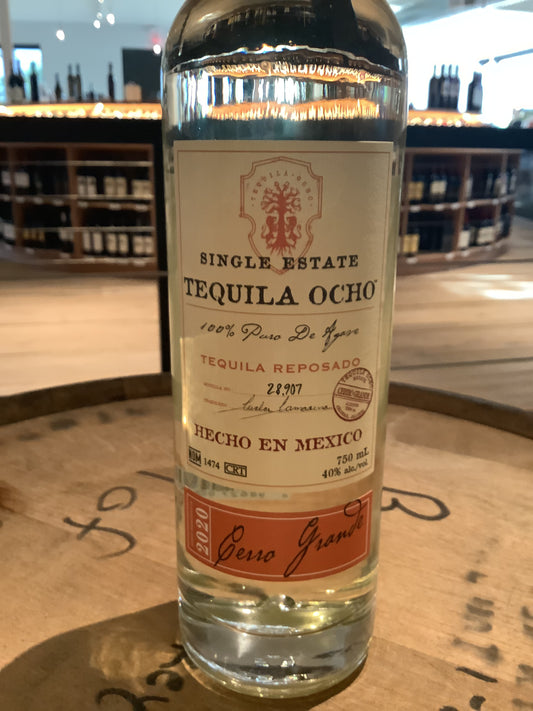 TEQUILA · OCHO
SINGLE ESTATE
TEQUILA OCHO
100% Puro De Agave
TEQUILA REPOSADO
28,907
HECHO EN MEXICO
NOM 1474 CRT
750 mL
40% alc./vol.
2020
Cerro Grande